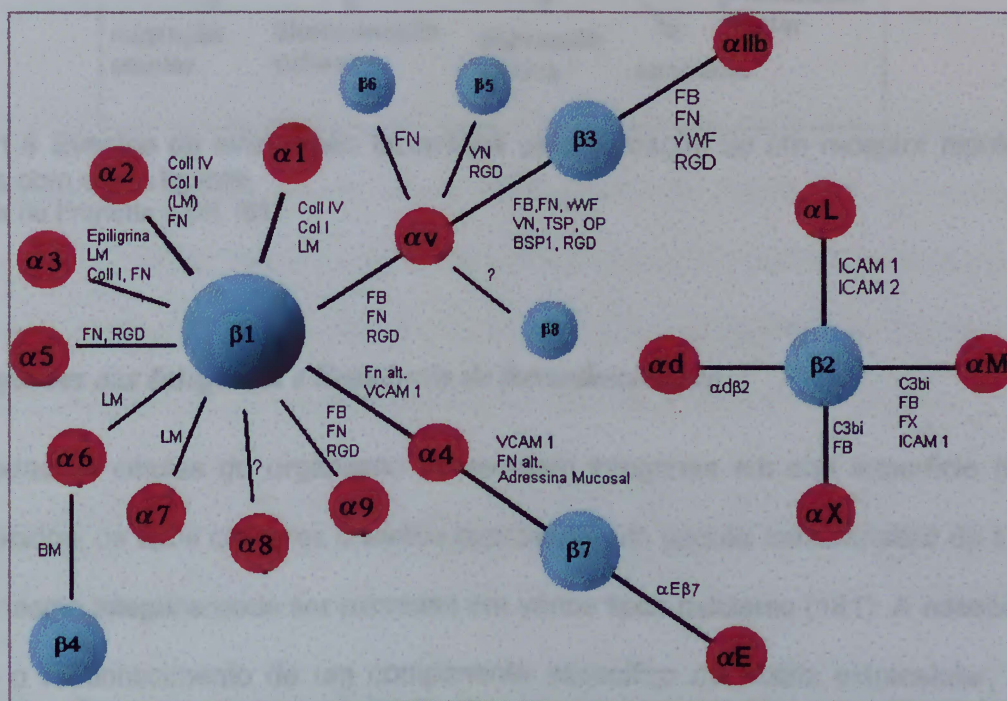 αIIb
β6
β5
β3
FB
FN
vWF
RGD
α2
Coll IV
Col I
(LM)
FN
α1
FN
VN
RGD
αL
Coll IV
Col I
LM
αv
FB,FN, vWF
VN, TSP, OP
BSP1, RGD
α3
Epiligrina
LM
Coll I, FN
ICAM 1
ICAM 2
?
β1
β8
FB
FN
RGD
α5
FN, RGD
αd
αdβ2
β2
C3bi
FB
FX
ICAM 1
αM
Fn alt.
VCAM 1
LM
LM
?
FB
FN
RGD
C3bi
FB
α6
α7
α8
α9
α4
VCAM 1
FN alt.
Adressina Mucosal
αX
BM
β7
αEβ7
β4
αE